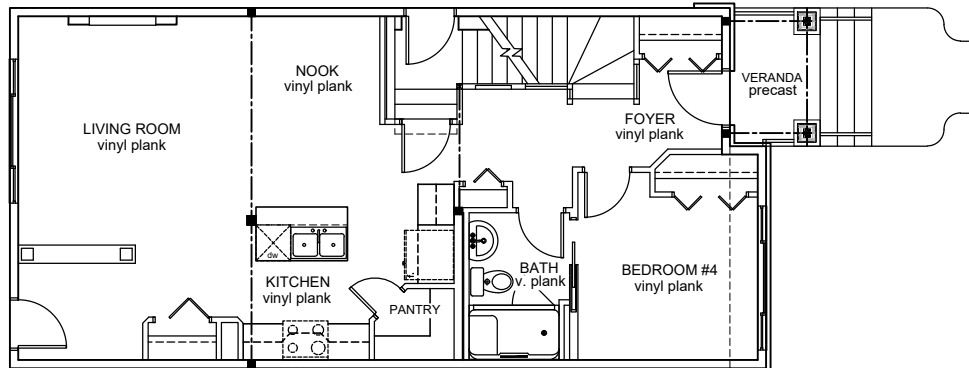 NOOK
vinyl plank
VERANDA
precast
LIVING ROOM
vinyl plank
FOYER
vinyl plank
dw
KITCHEN
vinyl plank
BATH
v. plank
BEDROOM #4
vinyl plank
PANTRY